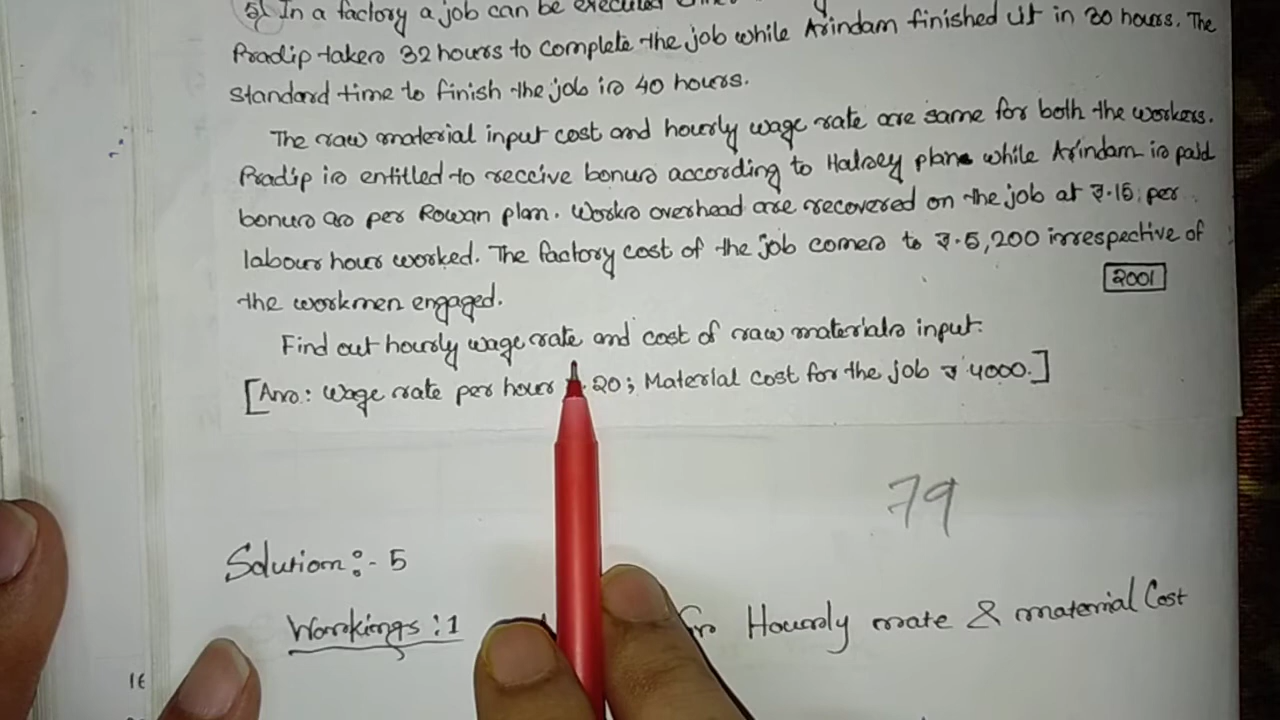 5) In a factory a job can be executed
Pradip takes 32 hours to complete the job while Arindam finished it in 30 hours. The
standard time to finish the job is 40 hours.
The raw material input cost and hourly wage rate are same for both the workers.
Pradip is entitled to receive bonus according to Halsey plan while Arindam is paid
bonus as per Rowan plan. Works overhead are recovered on the job at ₹.15 per
labour hour worked. The factory cost of the job comes to ₹.5,200 irrespective of
the workmen engaged.
2001
Find out hourly wage rate and cost of raw materials input.
[Ans.: Wage rate per hour 20; Material cost for the job ₹ 4000.]
79
Solution :- 5
Workings : 1 Hourly rate & material Cost
16